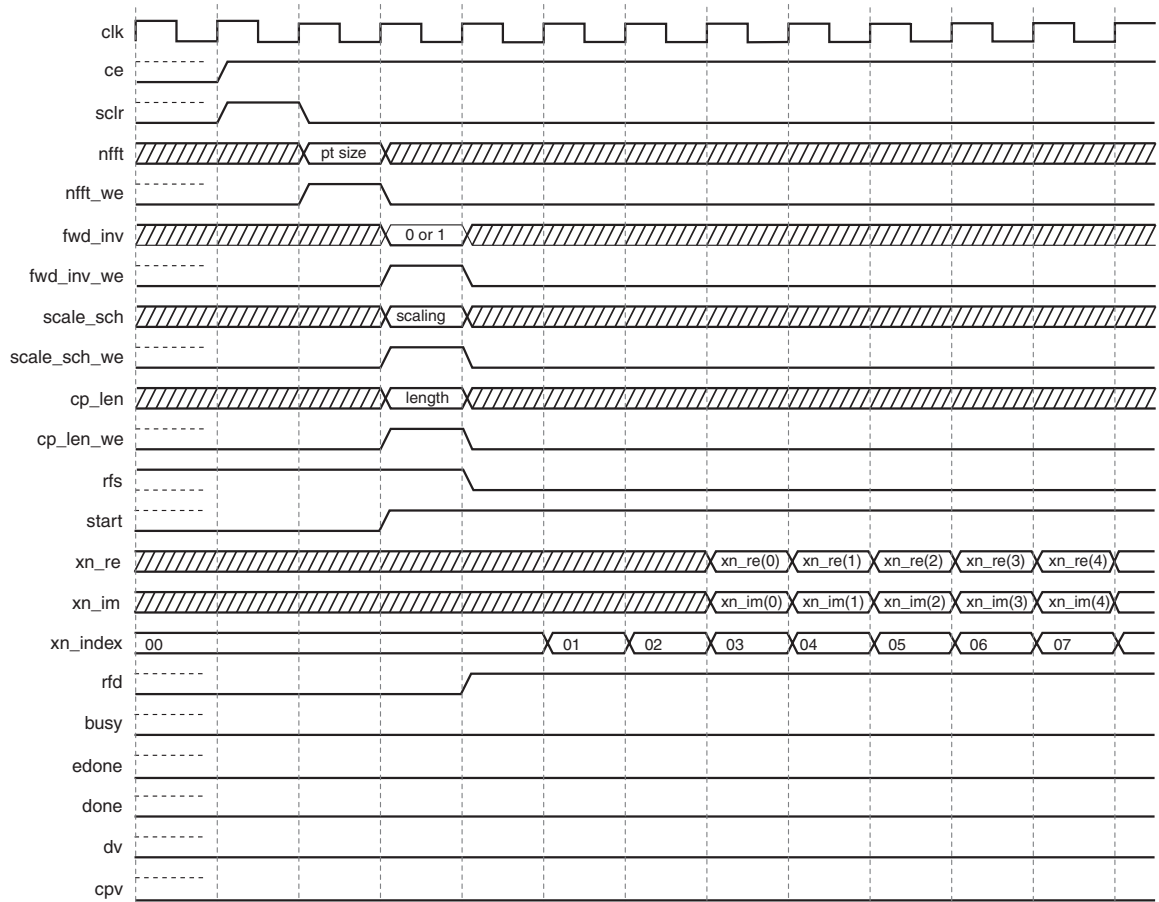 clk
ce
sclr
nfft pt size
nfft_we
fwd_inv 0 or 1
fwd_inv_we
scale_sch scaling
scale_sch_we
cp_len length
cp_len_we
rfs
start
xn_re xn_re(0) xn_re(1) xn_re(2) xn_re(3) xn_re(4)
xn_im xn_im(0) xn_im(1) xn_im(2) xn_im(3) xn_im(4)
xn_index 00 01 02 03 04 05 06 07
rfd
busy
edone
done
dv
cpv